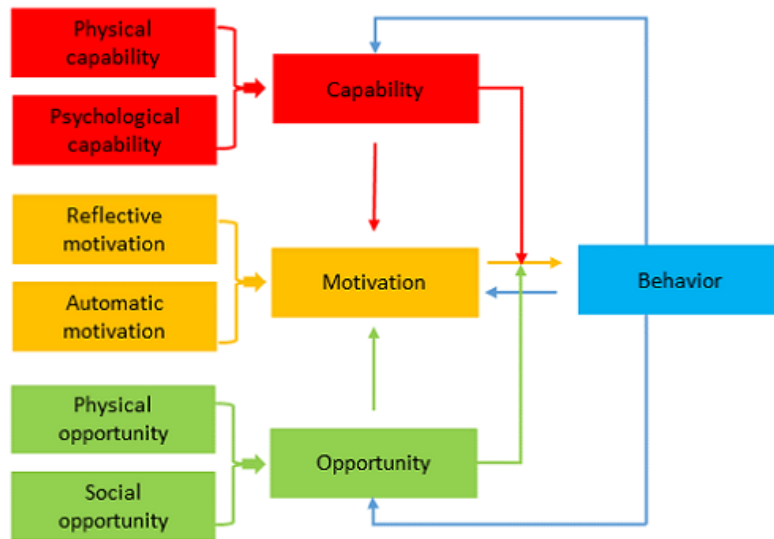 Physical
capability
Psychological
capability
Capability
Reflective
motivation
Automatic
motivation
Motivation
Behavior
Physical
opportunity
Social
opportunity
Opportunity